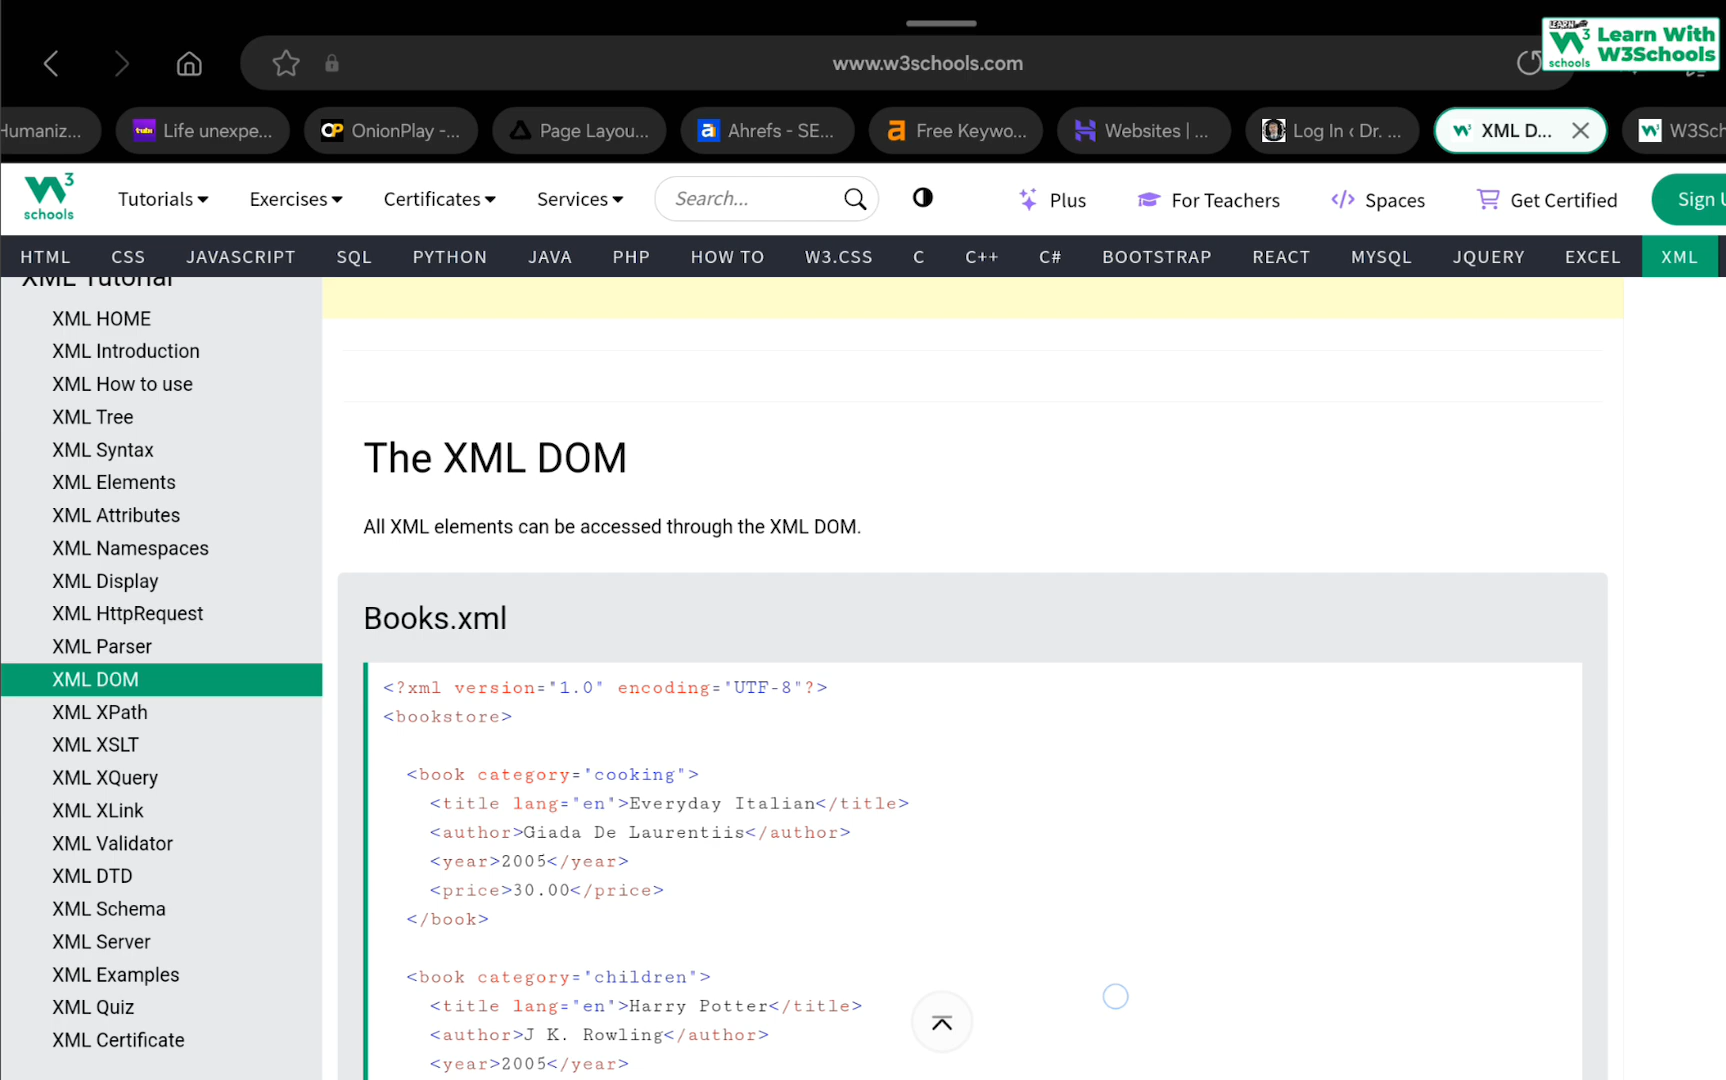 www.w3schools.com
LEARN
W3 schools
Learn With
W3Schools
Humaniz...
tubi
Life unexpe...
OP
OnionPlay -...
Page Layou...
a
Ahrefs - SE...
a
Free Keywo...
Websites | ...
Log In ‹ Dr. ...
XML D...
W3Sch
W3 schools
Tutorials
Exercises
Certificates
Services
Search...
Plus
For Teachers
Spaces
Get Certified
Sign U
HTML
CSS
JAVASCRIPT
SQL
PYTHON
JAVA
PHP
HOW TO
W3.CSS
C
C++
C#
BOOTSTRAP
REACT
MYSQL
JQUERY
EXCEL
XML
XML Tutorial
XML HOME
XML Introduction
XML How to use
XML Tree
XML Syntax
XML Elements
XML Attributes
XML Namespaces
XML Display
XML HttpRequest
XML Parser
XML DOM
XML XPath
XML XSLT
XML XQuery
XML XLink
XML Validator
XML DTD
XML Schema
XML Server
XML Examples
XML Quiz
XML Certificate
The XML DOM
All XML elements can be accessed through the XML DOM.
Books.xml
<?xml version="1.0" encoding="UTF-8"?>
<bookstore>
<book category="cooking">
<title lang="en">Everyday Italian</title>
<author>Giada De Laurentiis</author>
<year>2005</year>
<price>30.00</price>
</book>
<book category="children">
<title lang="en">Harry Potter</title>
<author>J K. Rowling</author>
<year>2005</year>